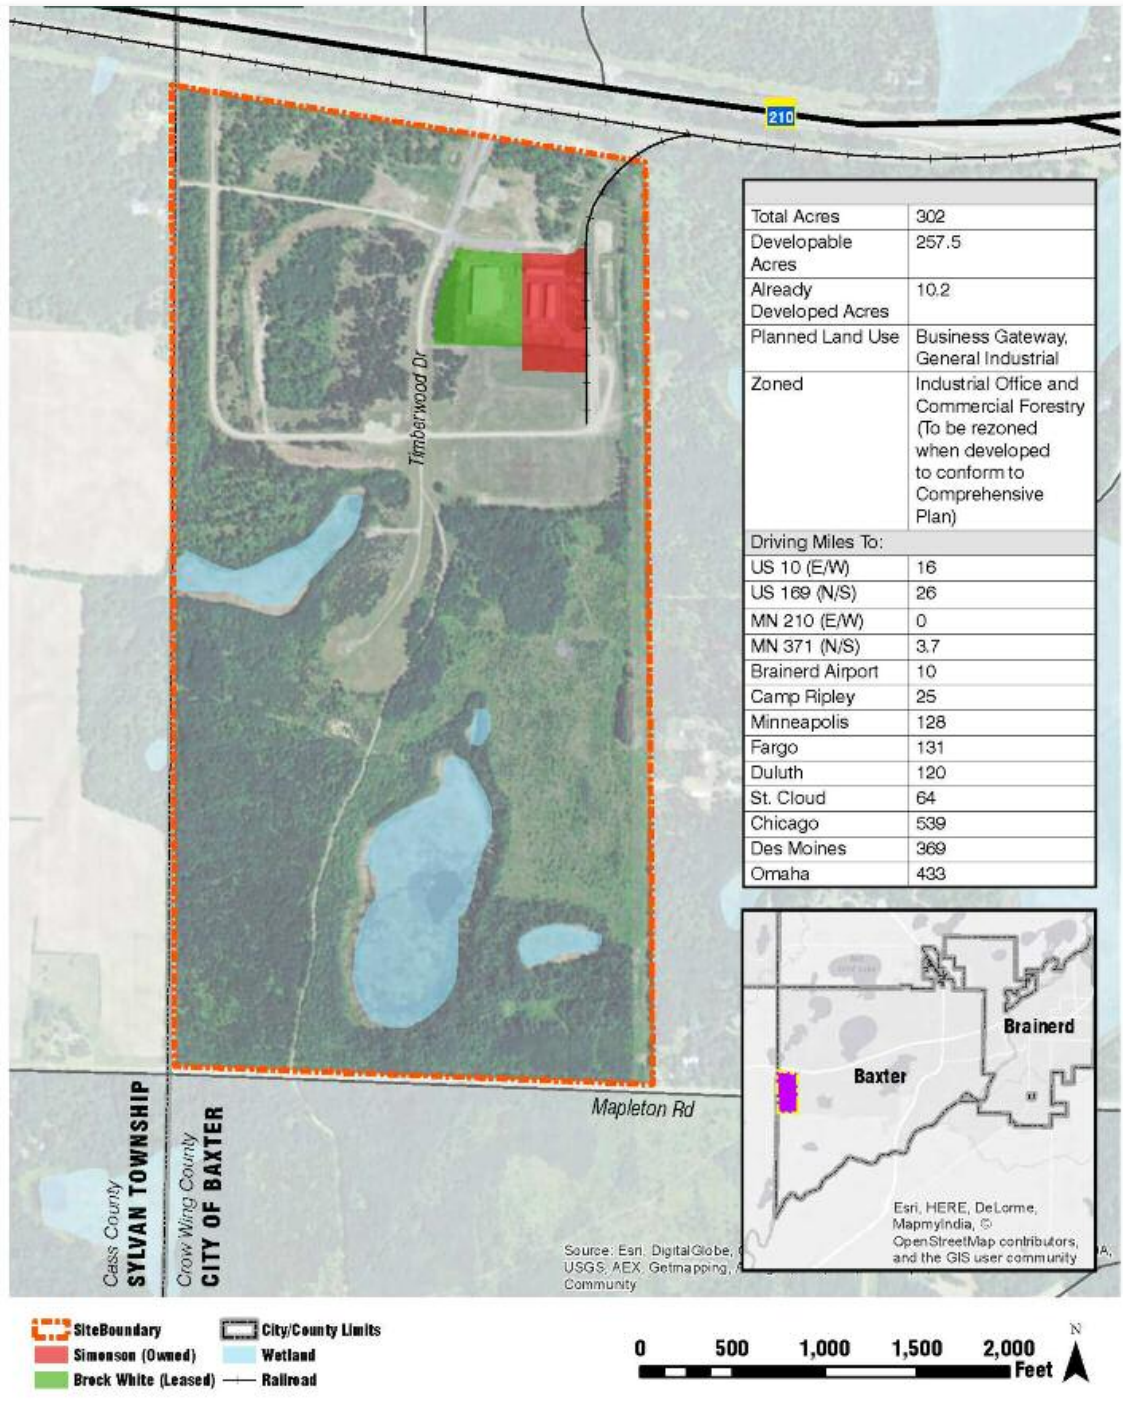 210
Total Acres 302
Developable 257.5
Acres
Already 10.2
Developed Acres
Planned Land Use Business Gateway,
General Industrial
Zoned Industrial Office and
Commercial Forestry
(To be rezoned
when developed
to conform to
Comprehensive
Plan)
Driving Miles To:
US 10 (E/W) 16
US 169 (N/S) 26
MN 210 (E/W) 0
MN 371 (N/S) 3.7
Brainerd Airport 10
Camp Ripley 25
Minneapolis 128
Fargo 131
Duluth 120
St. Cloud 64
Chicago 539
Des Moines 369
Omaha 433
Timberwood Dr
Mapleton Rd
Cass County
SYLVAN TOWNSHIP
Crow Wing County
CITY OF BAXTER
Brainerd
Baxter
Esri, HERE, DeLorme,
MapmyIndia, ©
OpenStreetMap contributors,
and the GIS user community
Source: Esri, DigitalGlobe,
USGS, AEX, Getmapping,
Community
SiteBoundary
Simonson (Owned)
Brock White (Leased)
City/County Limits
Wetland
Railroad
0 500 1,000 1,500 2,000
Feet
N